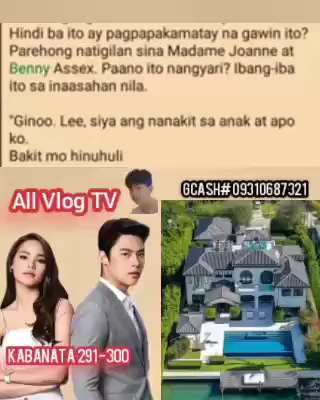 Hindi ba ito ay pagpapakamatay na gawin ito?
Parehong natigilan sina Madame Joanne at
Benny Assex. Paano ito nangyari? Ibang-iba
ito sa inaasahan nila.
"Ginoo. Lee, siya ang nanakit sa anak at apo
ko.
Bakit mo hinuhuli
All Vlog TV
GCASH# 09310687321
KABANATA 291-300